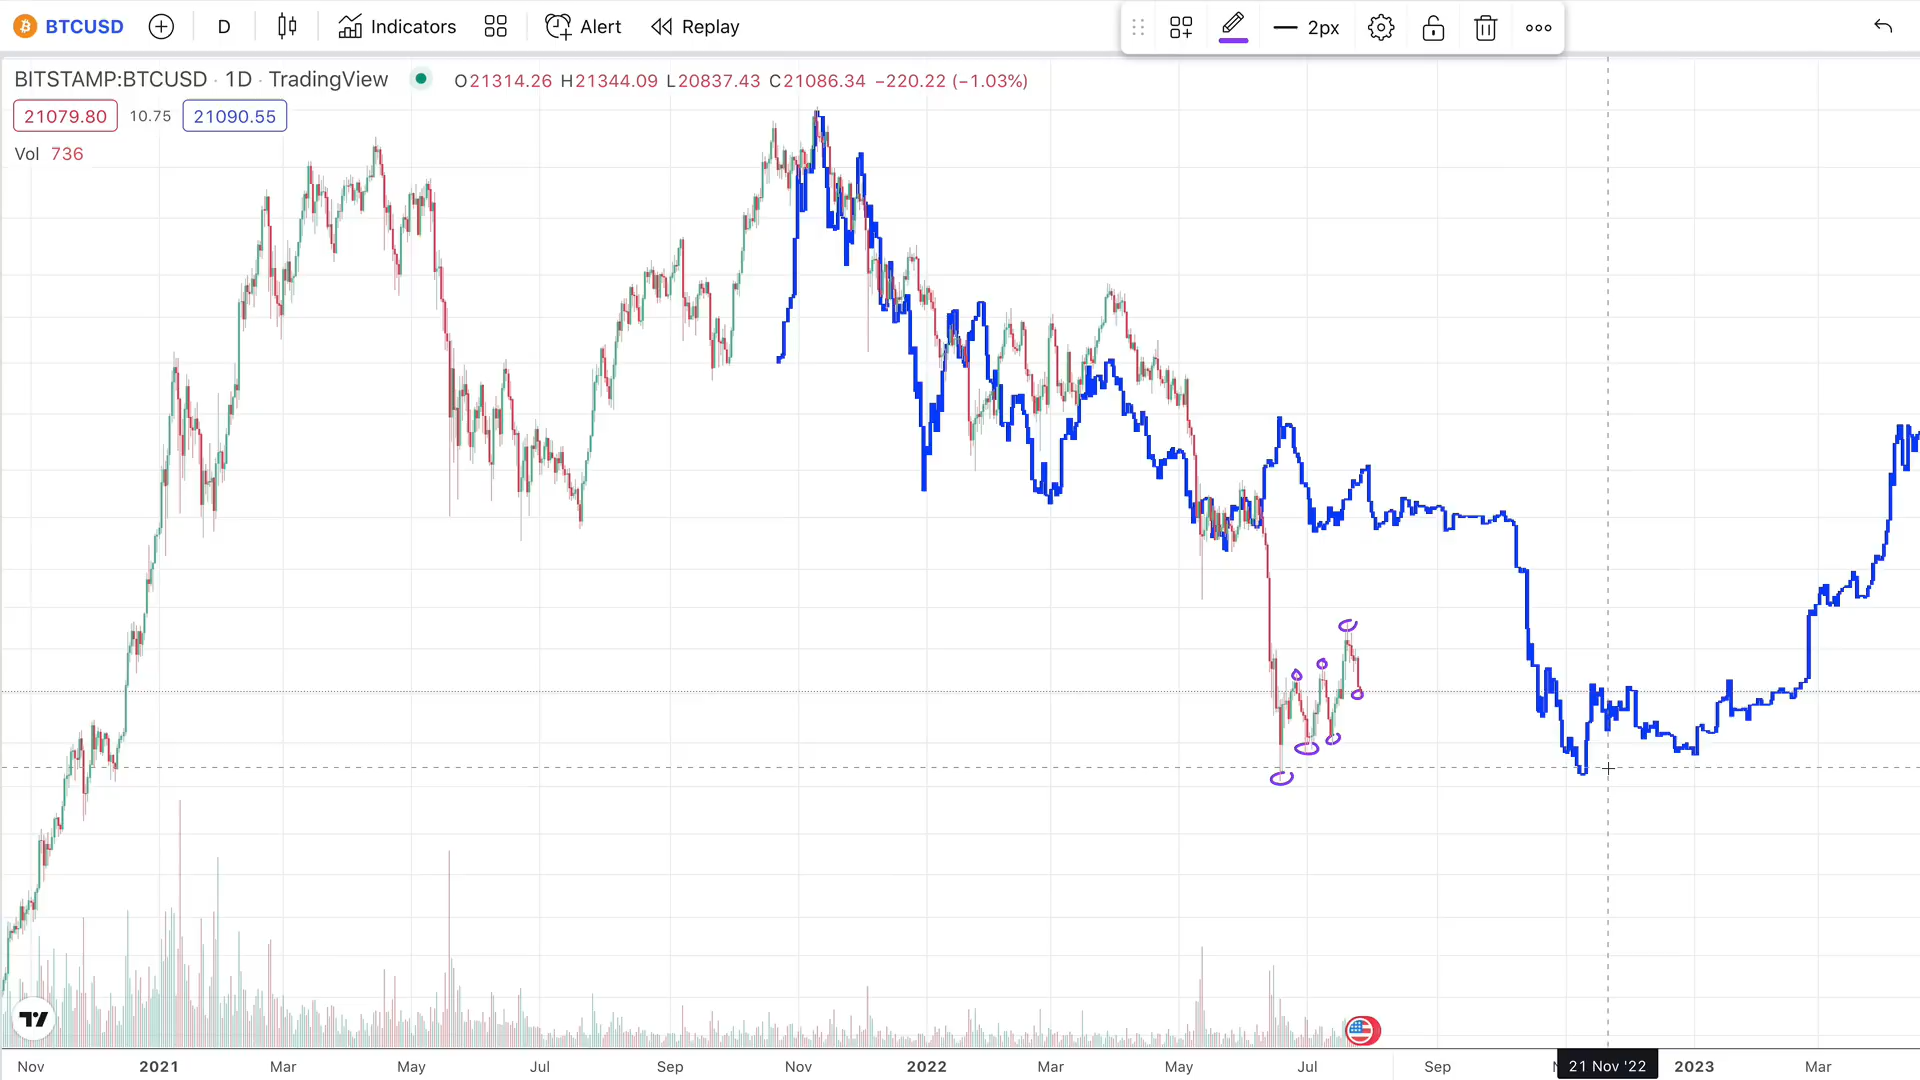 BTCUSD D Indicators Alert Replay 2px
BITSTAMP:BTCUSD · 1D · TradingView O21314.26 H21344.09 L20837.43 C21086.34 −220.22 (−1.03%)
21079.80 10.75 21090.55
Vol 736
Nov 2021 Mar May Jul Sep Nov 2022 Mar May Jul Sep 21 Nov '22 2023 Mar